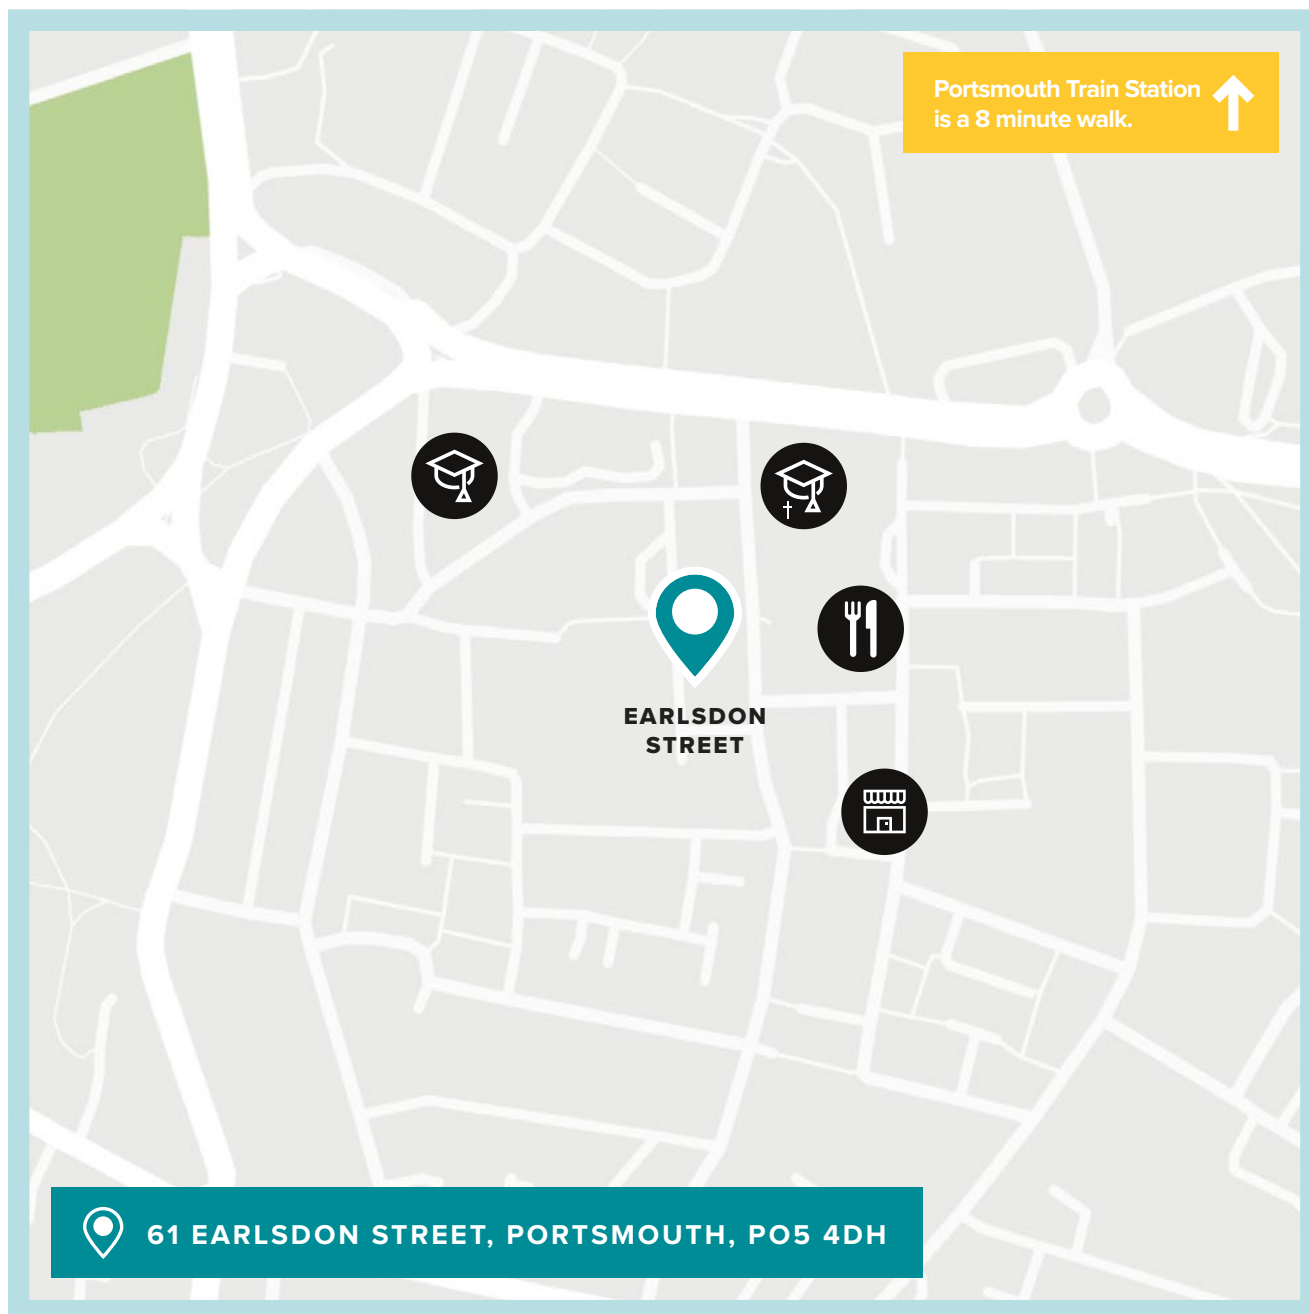 Portsmouth Train Station
is a 8 minute walk.
EARLSDON
STREET
61 EARLSDON STREET, PORTSMOUTH, PO5 4DH